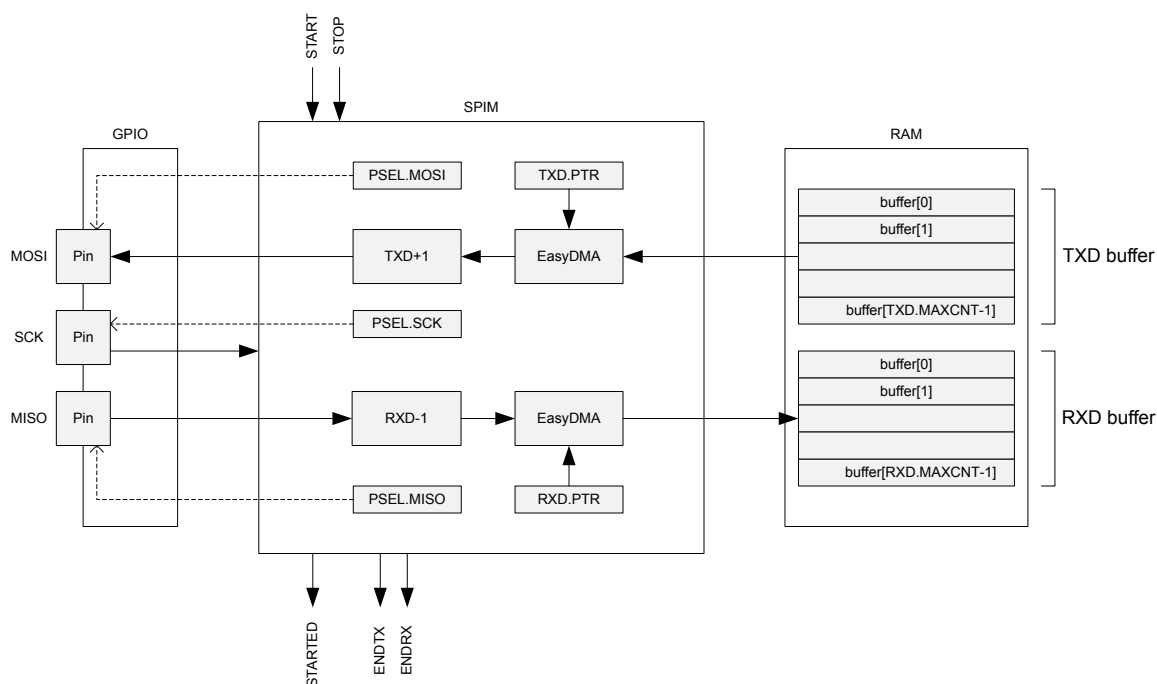 START
STOP
SPIM
GPIO
RAM
PSEL.MOSI
TXD.PTR
buffer[0]
buffer[1]
MOSI
Pin
TXD+1
EasyDMA
TXD buffer
buffer[TXD.MAXCNT-1]
SCK
Pin
PSEL.SCK
buffer[0]
buffer[1]
MISO
Pin
RXD-1
EasyDMA
RXD buffer
buffer[RXD.MAXCNT-1]
PSEL.MISO
RXD.PTR
STARTED
ENDTX
ENDRX